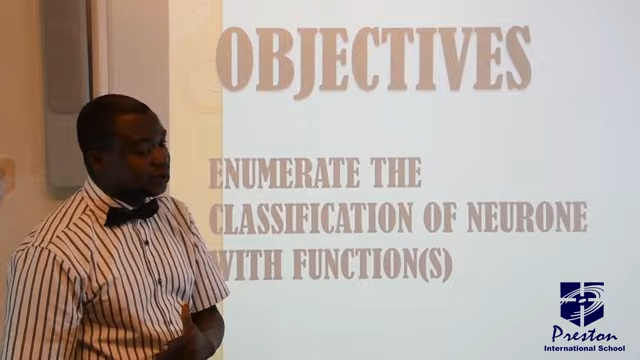 OBJECTIVES
ENUMERATE THE
CLASSIFICATION OF NEURONE
WITH FUNCTION(S)
Preston
International School